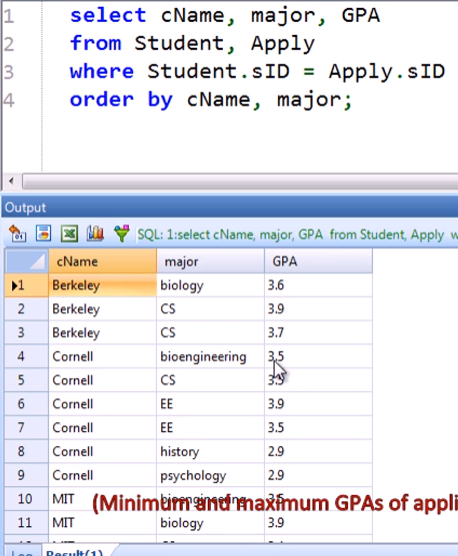 1 select cName, major, GPA
2 from Student, Apply
3 where Student.sID = Apply.sID
4 order by cName, major;
Output
SQL: 1:select cName, major, GPA from Student, Apply
cName major GPA
1 Berkeley biology 3.6
2 Berkeley CS 3.9
3 Berkeley CS 3.7
4 Cornell bioengineering 3.5
5 Cornell CS
6 Cornell EE 3.9
7 Cornell EE 3.5
8 Cornell history 2.9
9 Cornell psychology 2.9
10 MIT bioengineering 3.5
(Minimum and maximum GPAs of appli
11 MIT biology 3.9
Log Result(1)